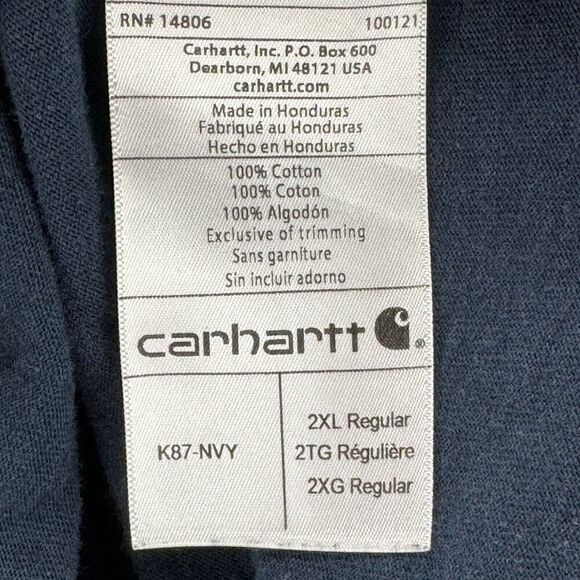 RN# 14806 100121
Carhartt, Inc. P.O. Box 600
Dearborn, MI 48121 USA
carhartt.com
Made in Honduras
Fabriqué au Honduras
Hecho en Honduras
100% Cotton
100% Coton
100% Algodón
Exclusive of trimming
Sans garniture
Sin incluir adorno
carhartt ®
K87-NVY
2XL Regular
2TG Régulière
2XG Regular